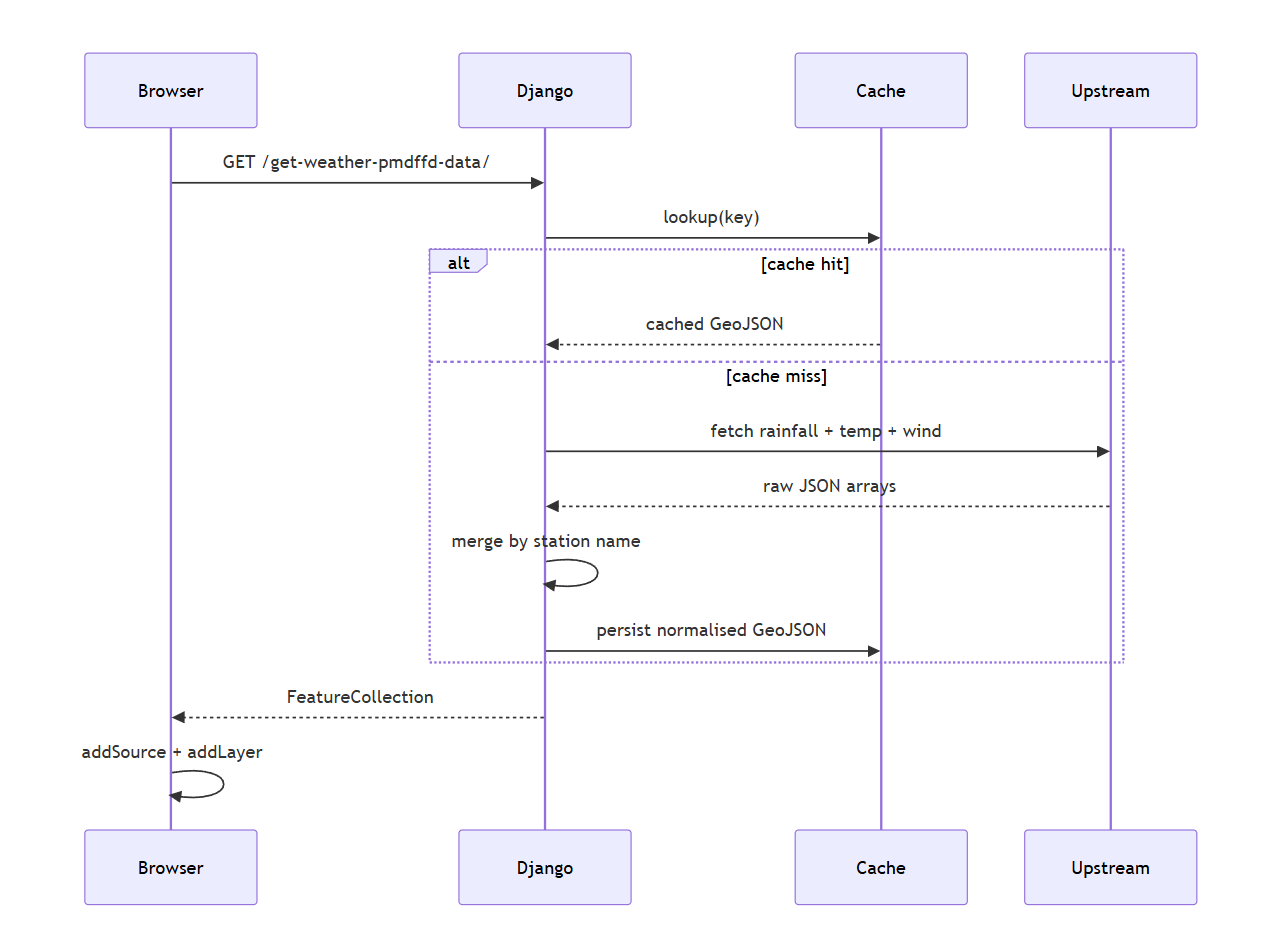 Browser
Django
Cache
Upstream
GET /get-weather-pmdffd-data/
lookup(key)
alt
[cache hit]
cached GeoJSON
[cache miss]
fetch rainfall + temp + wind
raw JSON arrays
merge by station name
persist normalised GeoJSON
FeatureCollection
addSource + addLayer
Browser
Django
Cache
Upstream